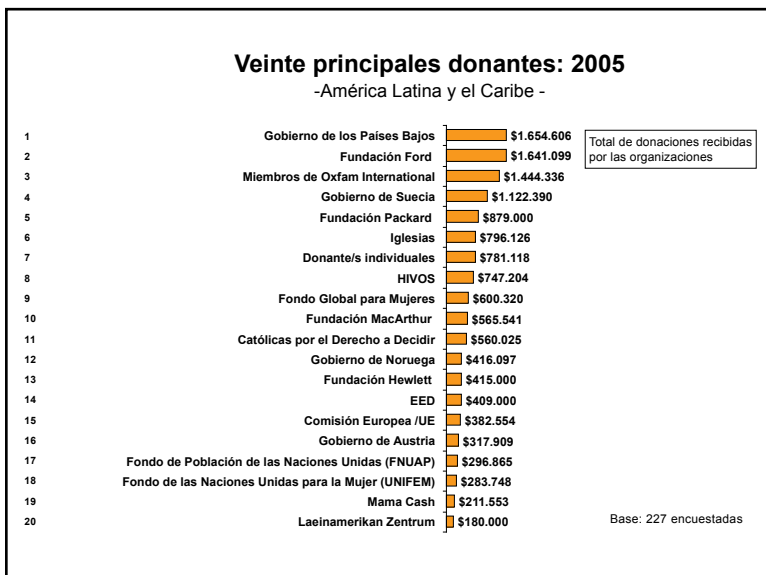 Veinte principales donantes: 2005
-América Latina y el Caribe -
Total de donaciones recibidas
por las organizaciones
1 Gobierno de los Países Bajos $1.654.606
2 Fundación Ford $1.641.099
3 Miembros de Oxfam International $1.444.336
4 Gobierno de Suecia $1.122.390
5 Fundación Packard $879.000
6 Iglesias $796.126
7 Donante/s individuales $781.118
8 HIVOS $747.204
9 Fondo Global para Mujeres $600.320
10 Fundación MacArthur $565.541
11 Católicas por el Derecho a Decidir $560.025
12 Gobierno de Noruega $416.097
13 Fundación Hewlett $415.000
14 EED $409.000
15 Comisión Europea /UE $382.554
16 Gobierno de Austria $317.909
17 Fondo de Población de las Naciones Unidas (FNUAP) $296.865
18 Fondo de las Naciones Unidas para la Mujer (UNIFEM) $283.748
19 Mama Cash $211.553
20 Laeinamerikan Zentrum $180.000
Base: 227 encuestadas